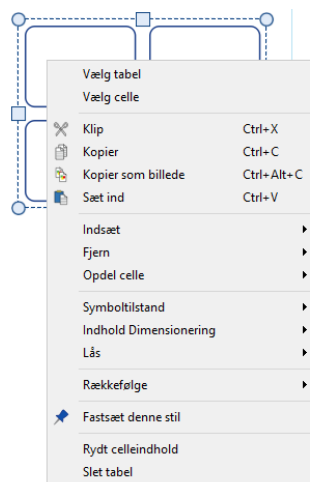 Vælg tabel
Vælg celle
Klip Ctrl+X
Kopier Ctrl+C
Kopier som billede Ctrl+Alt+C
Sæt ind Ctrl+V
Indsæt
Fjern
Opdel celle
Symboltilstand
Indhold Dimensionering
Lås
Rækkefølge
Fastsæt denne stil
Rydt celleindhold
Slet tabel